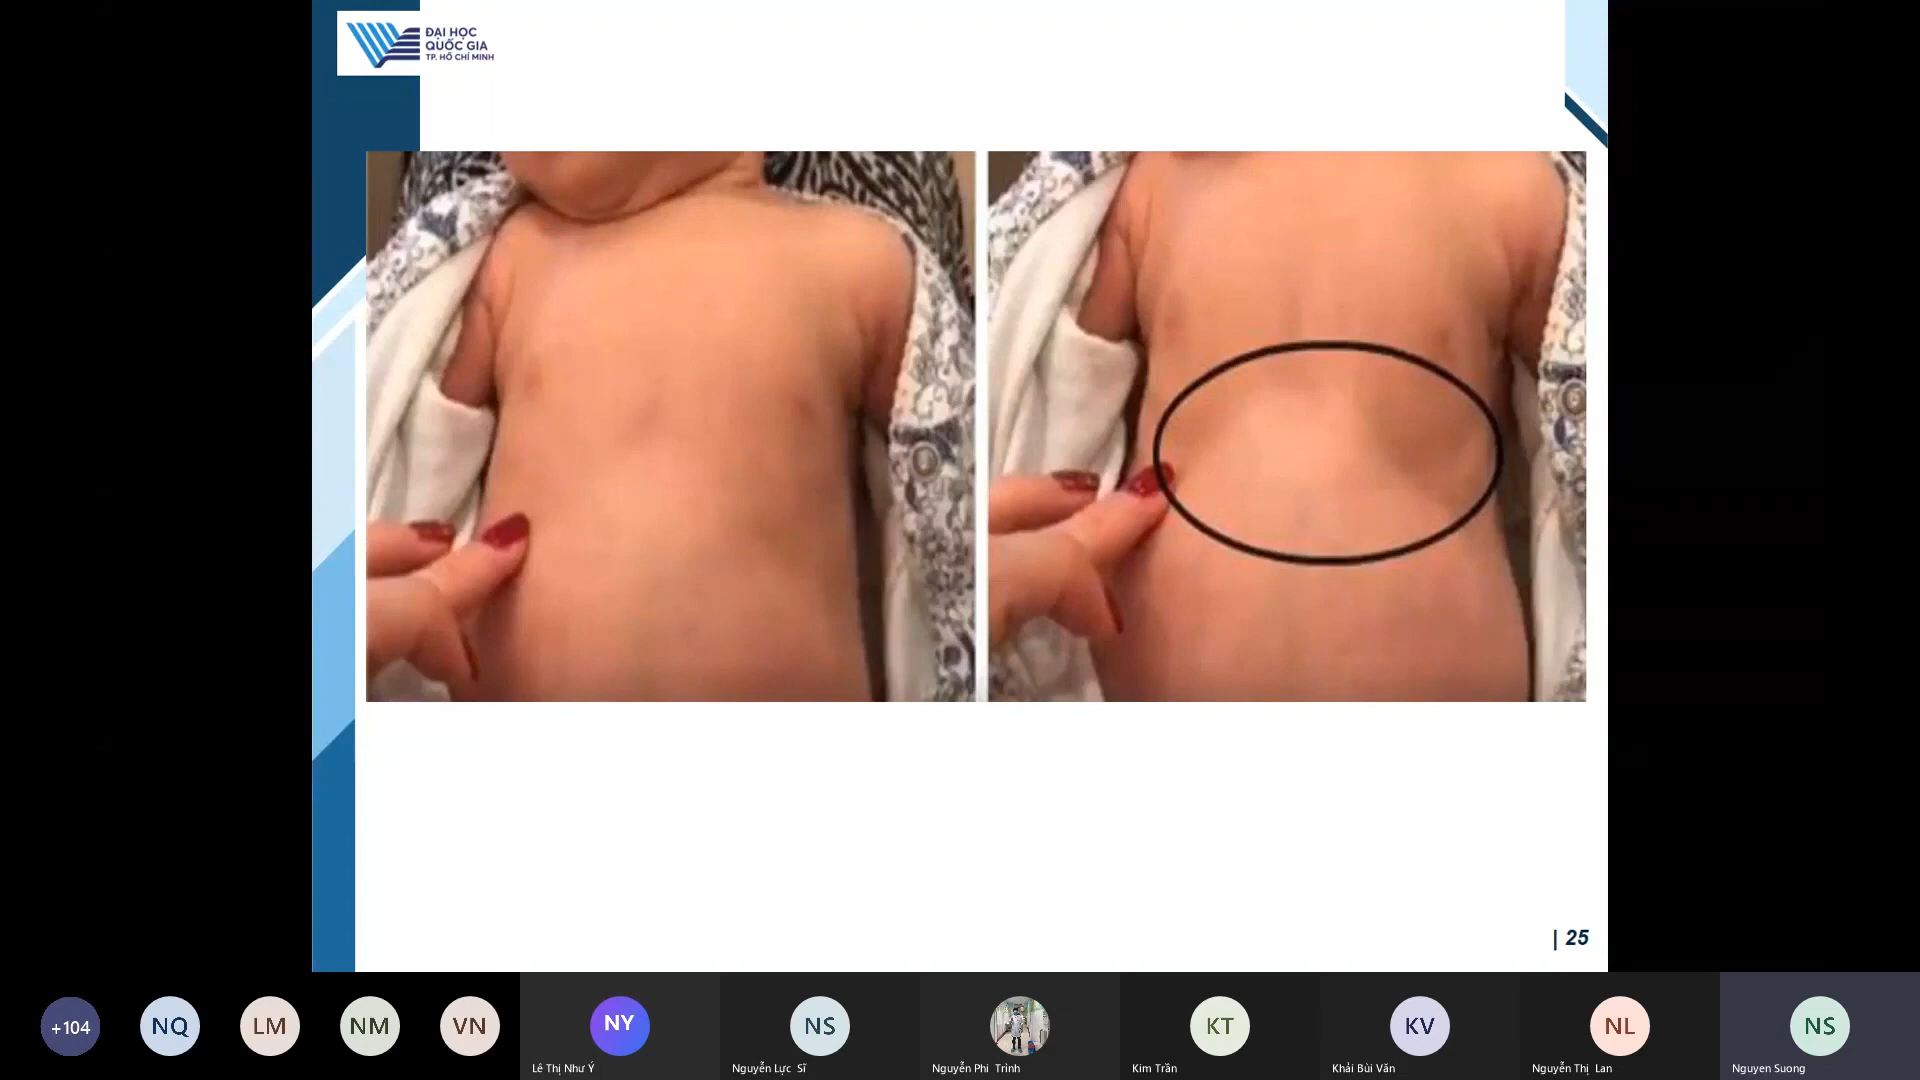 ĐẠI HỌC
QUỐC GIA
TP. HỒ CHÍ MINH
| 25
+104
NQ
LM
NM
VN
NY
NS
KT
KV
NL
NS
Lê Thị Như Ý
Nguyễn Lực Sĩ
Nguyễn Phi Trình
Kim Trần
Khải Bùi Văn
Nguyễn Thị Lan
Nguyen Suong